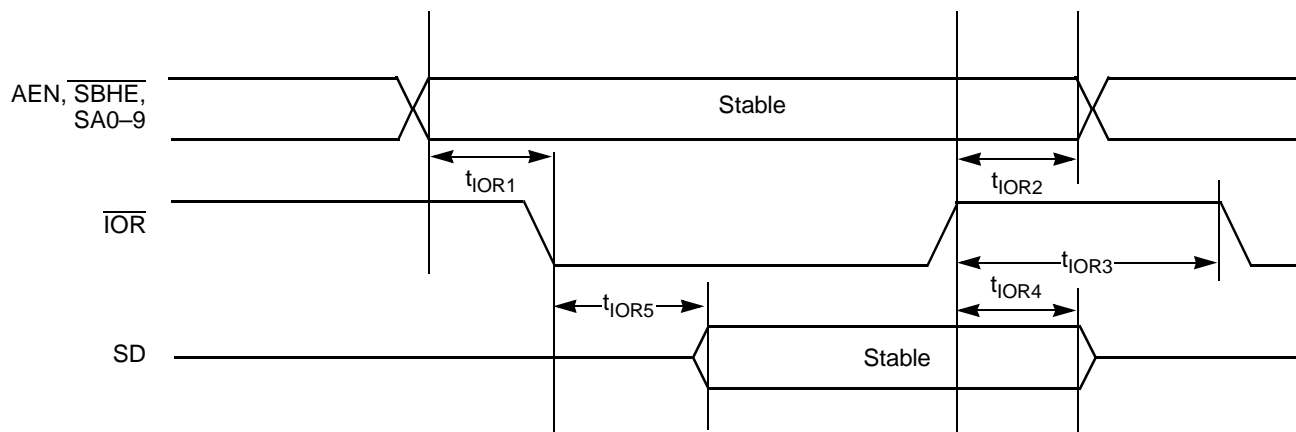 AEN, SBHE,
SA0–9
Stable
tIOR1
tIOR2
IOR
tIOR3
tIOR4
tIOR5
SD
Stable